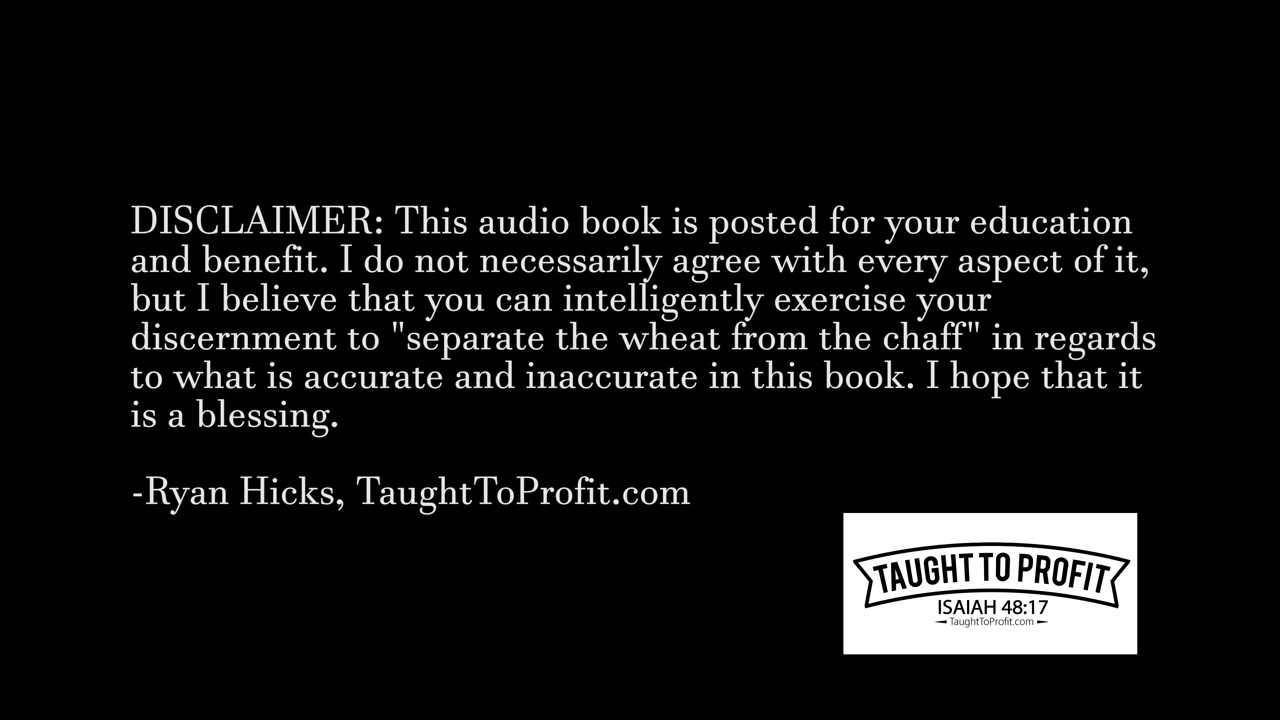 DISCLAIMER: This audio book is posted for your education
and benefit. I do not necessarily agree with every aspect of it,
but I believe that you can intelligently exercise your
discernment to "separate the wheat from the chaff" in regards
to what is accurate and inaccurate in this book. I hope that it
is a blessing.
-Ryan Hicks, TaughtToProfit.com
TAUGHT TO PROFIT
ISAIAH 48:17
TaughtToProfit.com